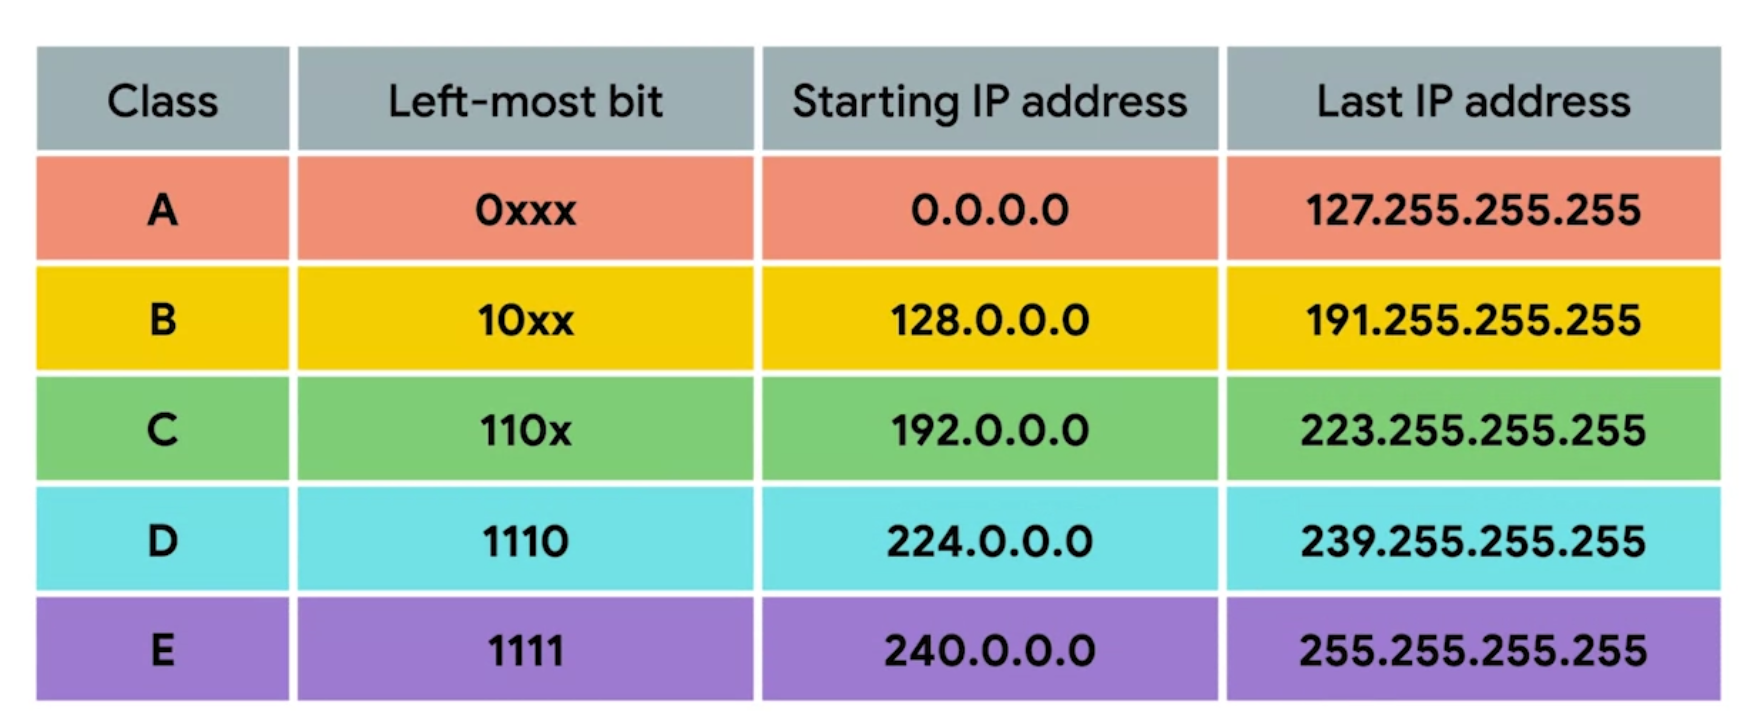 Class Left-most bit Starting IP address Last IP address
A 0xxx 0.0.0.0 127.255.255.255
B 10xx 128.0.0.0 191.255.255.255
C 110x 192.0.0.0 223.255.255.255
D 1110 224.0.0.0 239.255.255.255
E 1111 240.0.0.0 255.255.255.255